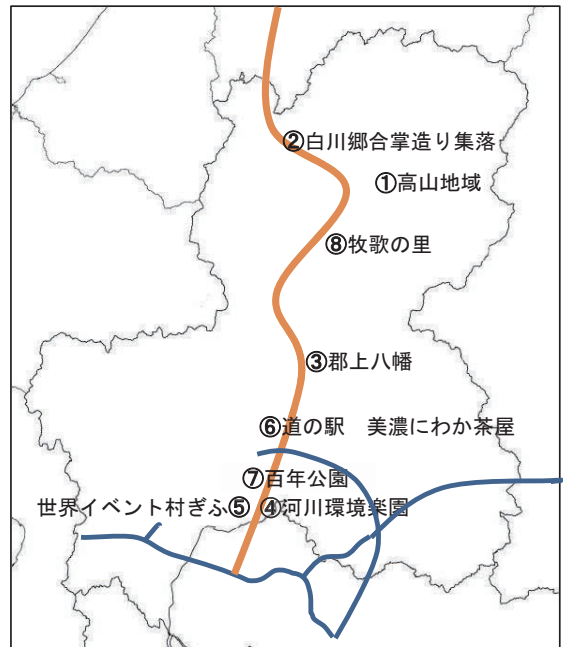 ②白川郷合掌造り集落
①高山地域
⑧牧歌の里
③郡上八幡
⑥道の駅　美濃にわか茶屋
⑦百年公園
世界イベント村ぎふ⑤ ④河川環境楽園